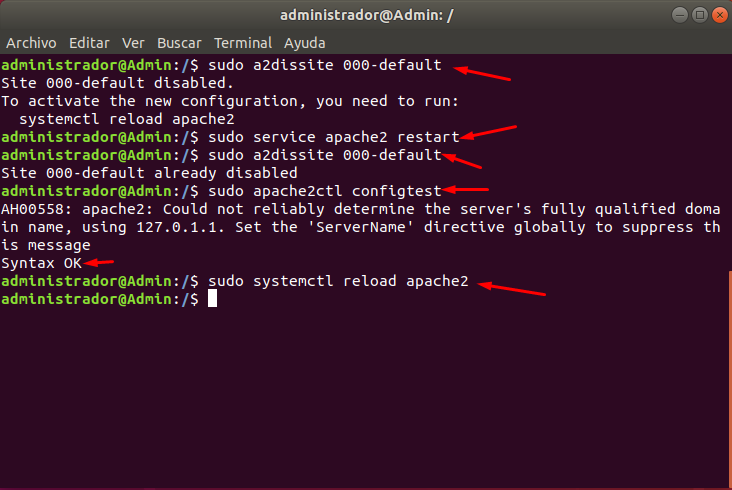 administrador@Admin: /
Archivo Editar Ver Buscar Terminal Ayuda
administrador@Admin:/$ sudo a2dissite 000-default
Site 000-default disabled.
To activate the new configuration, you need to run:
  systemctl reload apache2
administrador@Admin:/$ sudo service apache2 restart
administrador@Admin:/$ sudo a2dissite 000-default
Site 000-default already disabled
administrador@Admin:/$ sudo apache2ctl configtest
AH00558: apache2: Could not reliably determine the server's fully qualified doma
in name, using 127.0.1.1. Set the 'ServerName' directive globally to suppress th
is message
Syntax OK
administrador@Admin:/$ sudo systemctl reload apache2
administrador@Admin:/$